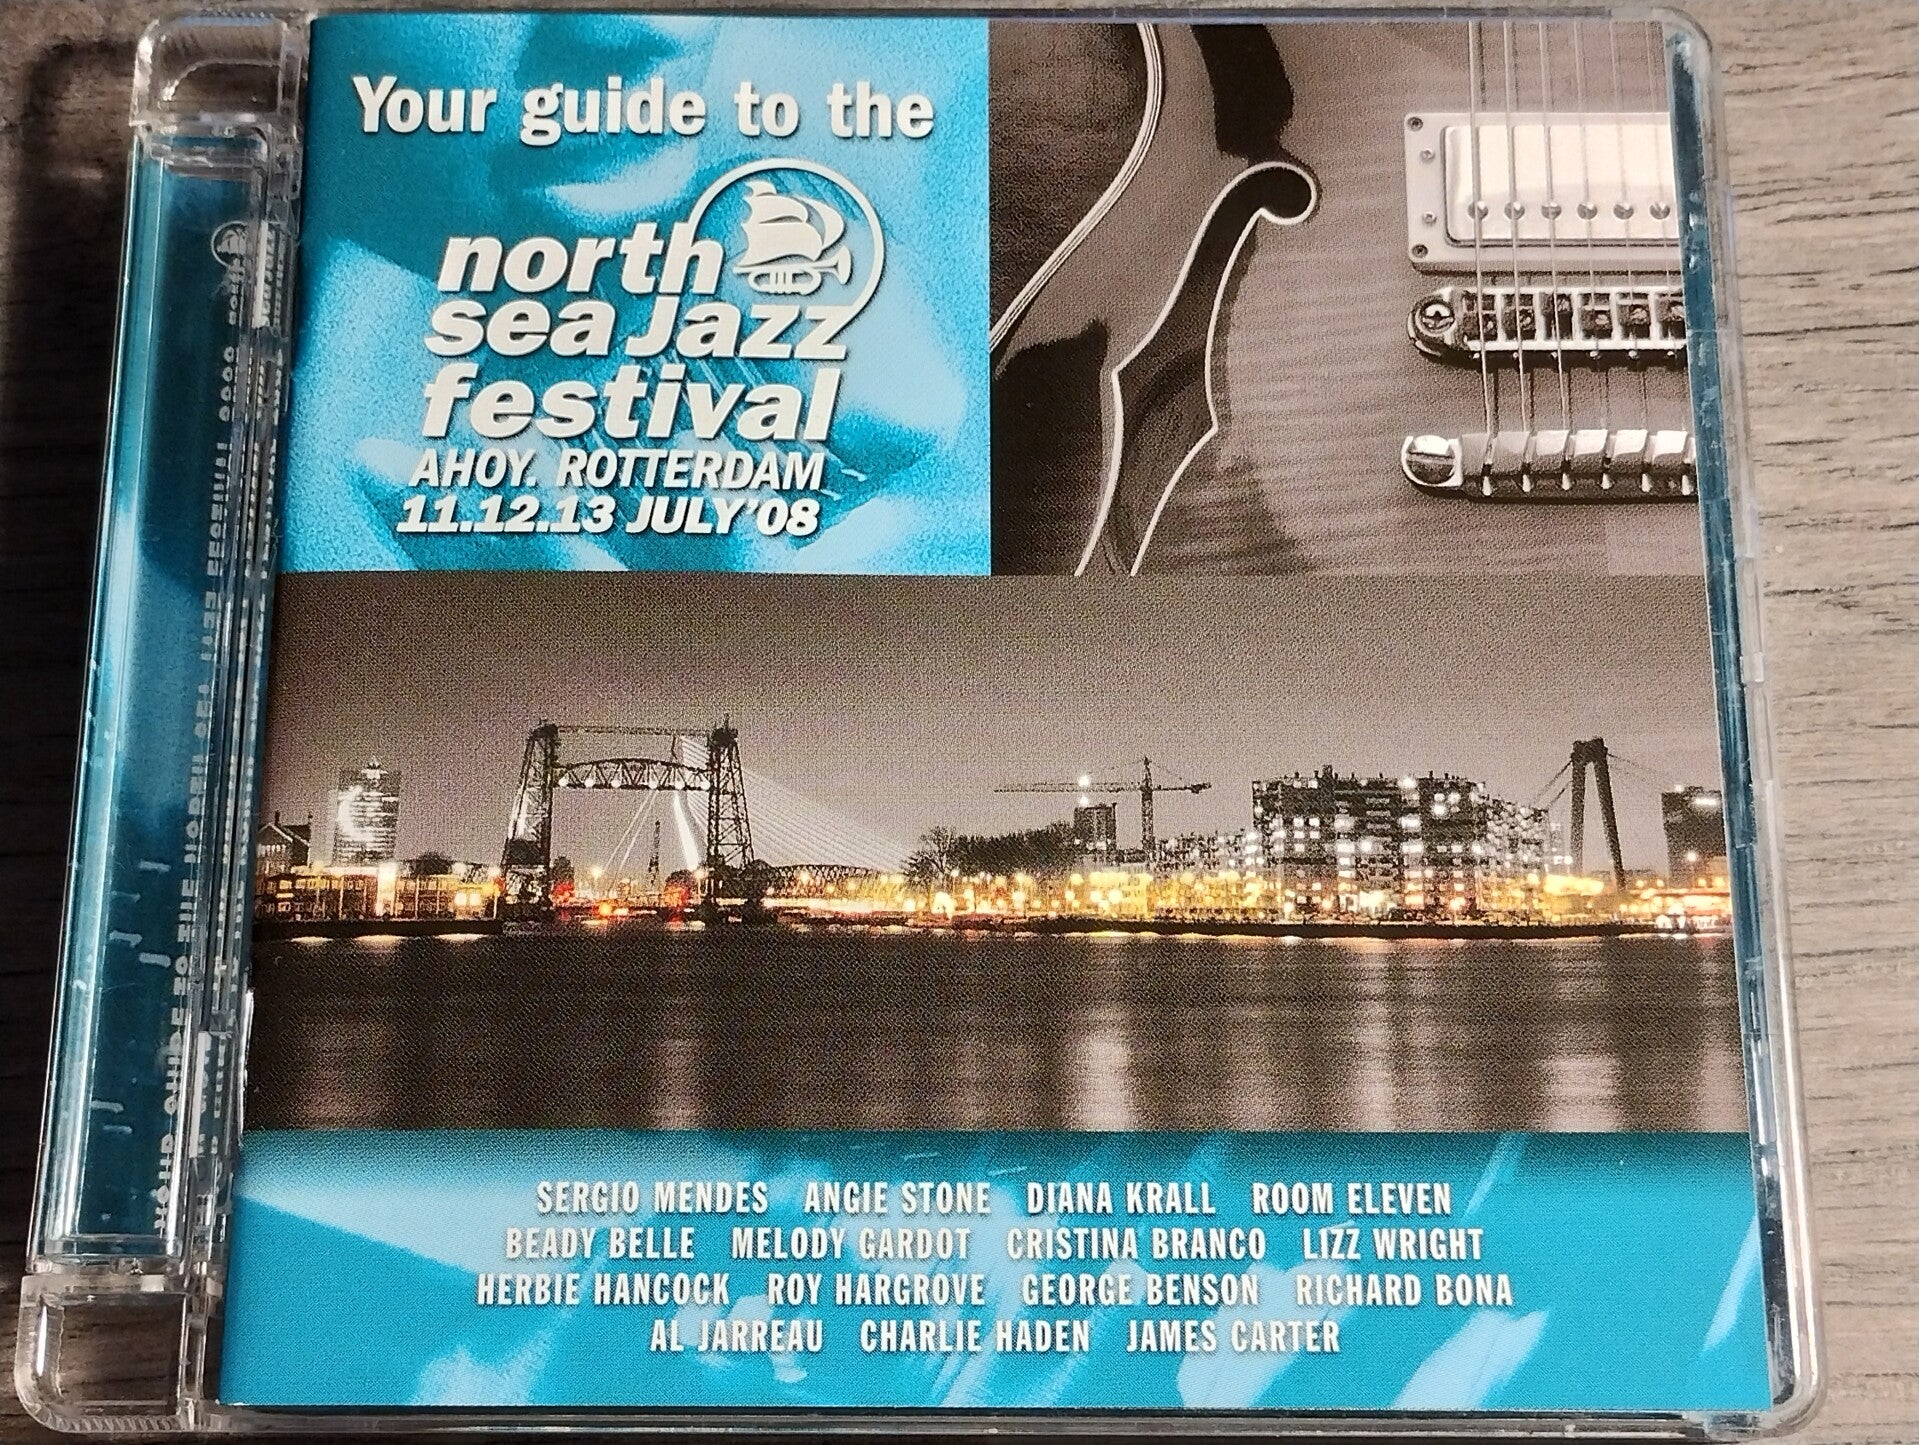 Your guide to the
north
sea Jazz
festival
AHOY. ROTTERDAM
11.12.13 JULY'08
SERGIO MENDES ANGIE STONE DIANA KRALL ROOM ELEVEN
BEADY BELLE MELODY GARDOT CRISTINA BRANCO LIZZ WRIGHT
HERBIE HANCOCK ROY HARGROVE GEORGE BENSON RICHARD BONA
AL JARREAU CHARLIE HADEN JAMES CARTER